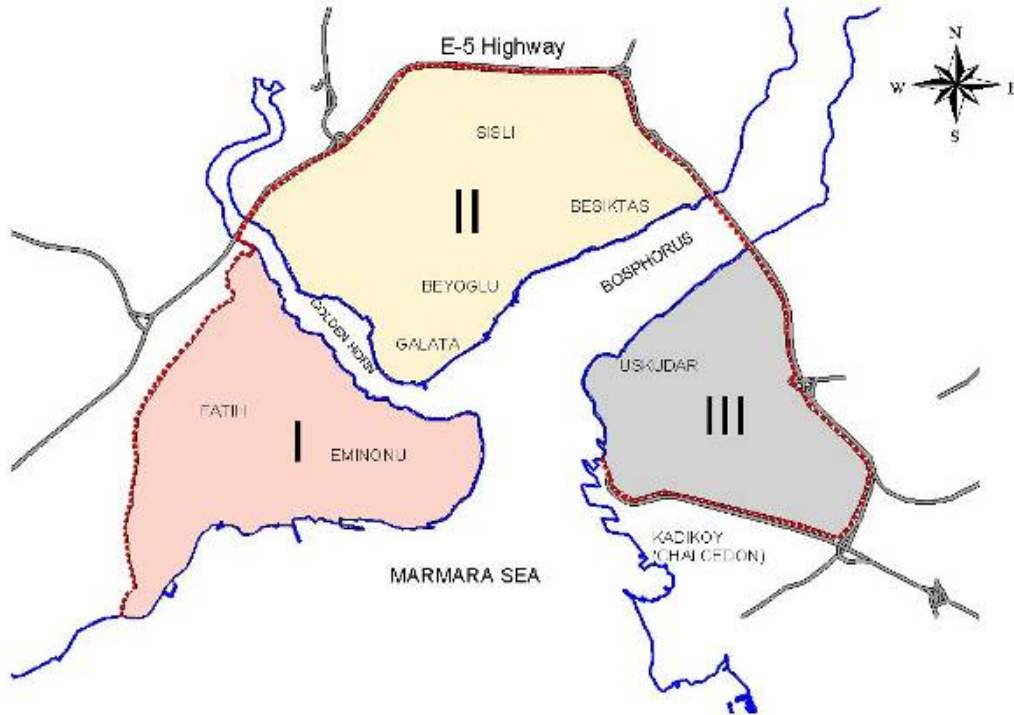 E-5 Highway
N
W
E
S
SISLI
II
BESIKTAS
BOSPHORUS
BEYOGLU
GOLDEN HORN
GALATA
USKUDAR
FATIH
III
I
EMINONU
KADIKOY
(CHALCEDON)
MARMARA SEA